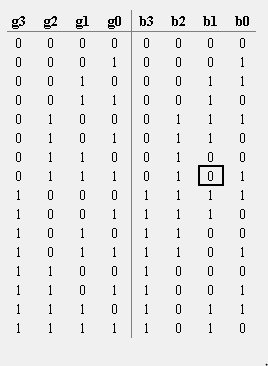 g3 g2 g1 g0 b3 b2 b1 b0
0 0 0 0 0 0 0 0
0 0 0 1 0 0 0 1
0 0 1 0 0 0 1 1
0 0 1 1 0 0 1 0
0 1 0 0 0 1 1 1
0 1 0 1 0 1 1 0
0 1 1 0 0 1 0 0
0 1 1 1 0 1 0 1
1 0 0 0 1 1 1 1
1 0 0 1 1 1 1 0
1 0 1 0 1 1 0 0
1 0 1 1 1 1 0 1
1 1 0 0 1 0 0 0
1 1 0 1 1 0 0 1
1 1 1 0 1 0 1 1
1 1 1 1 1 0 1 0
.